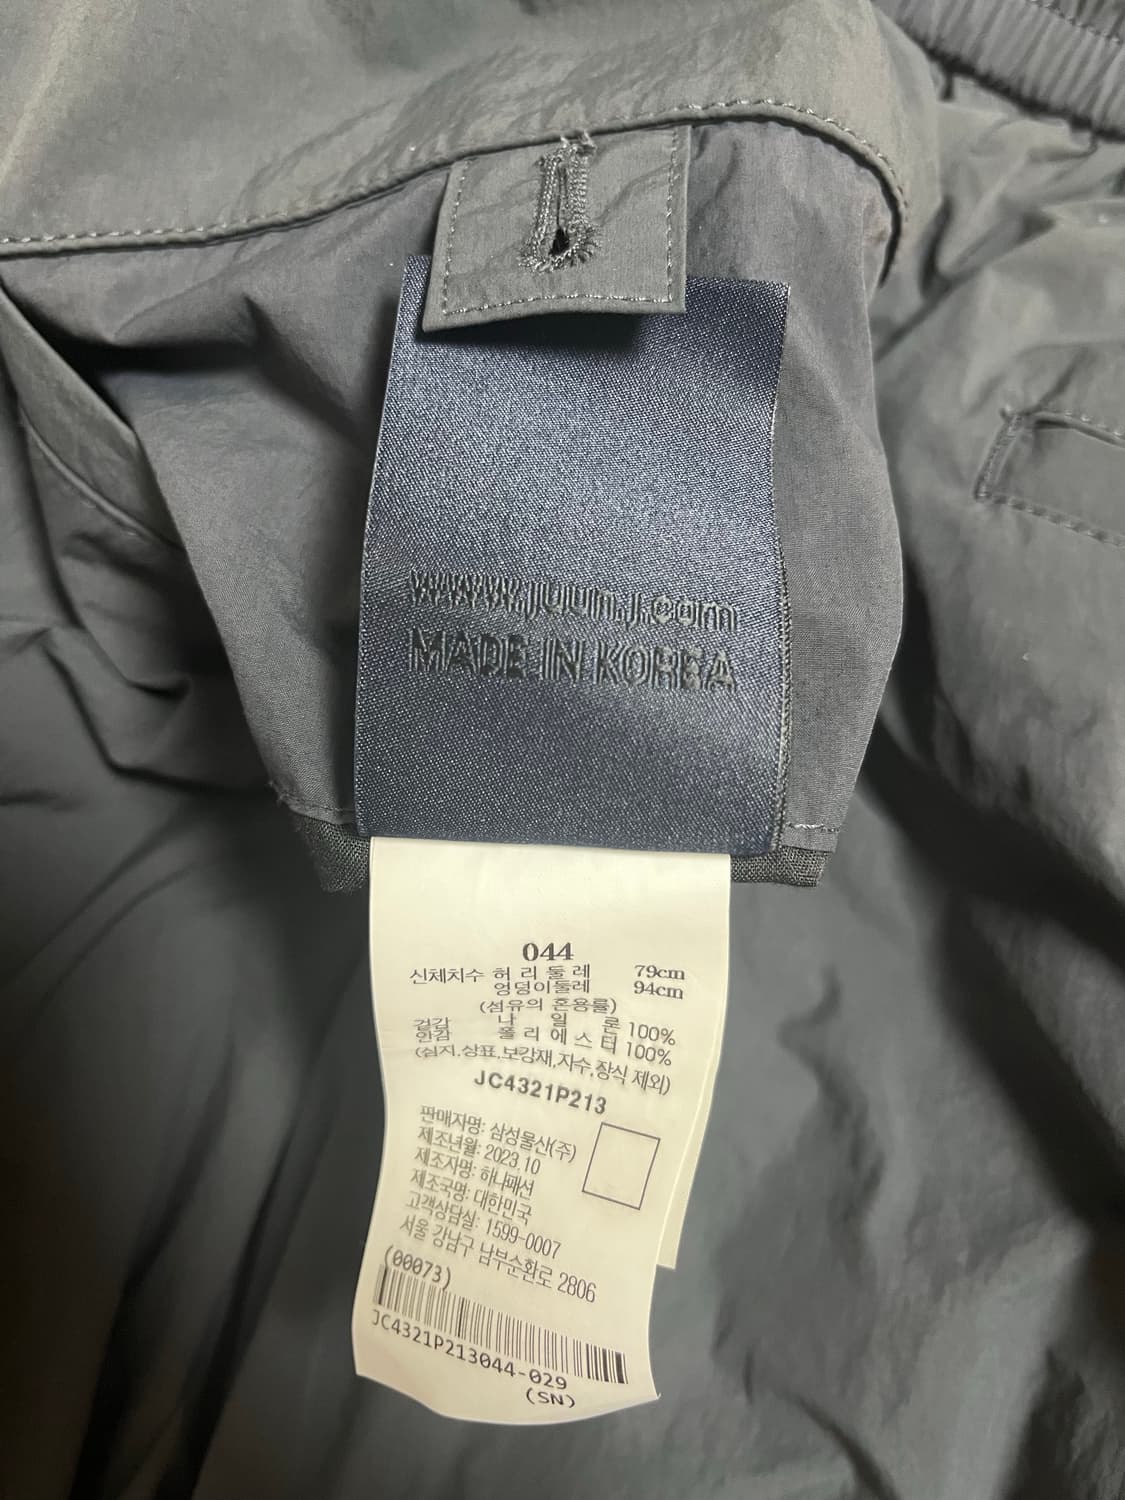 www.juunj.com
MADE IN KOREA
044
신체치수 허 리 둘 레 79cm
엉덩이둘레 94cm
(섬유의 혼용률)
겉감 나 일 론 100%
안감 폴 리 에 스 터 100%
(심지,상표,보강재,자수,장식 제외)
JC4321P213
판매자명: 삼성물산(주)
제조년월: 2023.10
제조자명: 하나패션
제조국명: 대한민국
고객상담실: 1599-0007
서울 강남구 남부순환로 2806
(00073)
JC4321P213044-029
(SN)